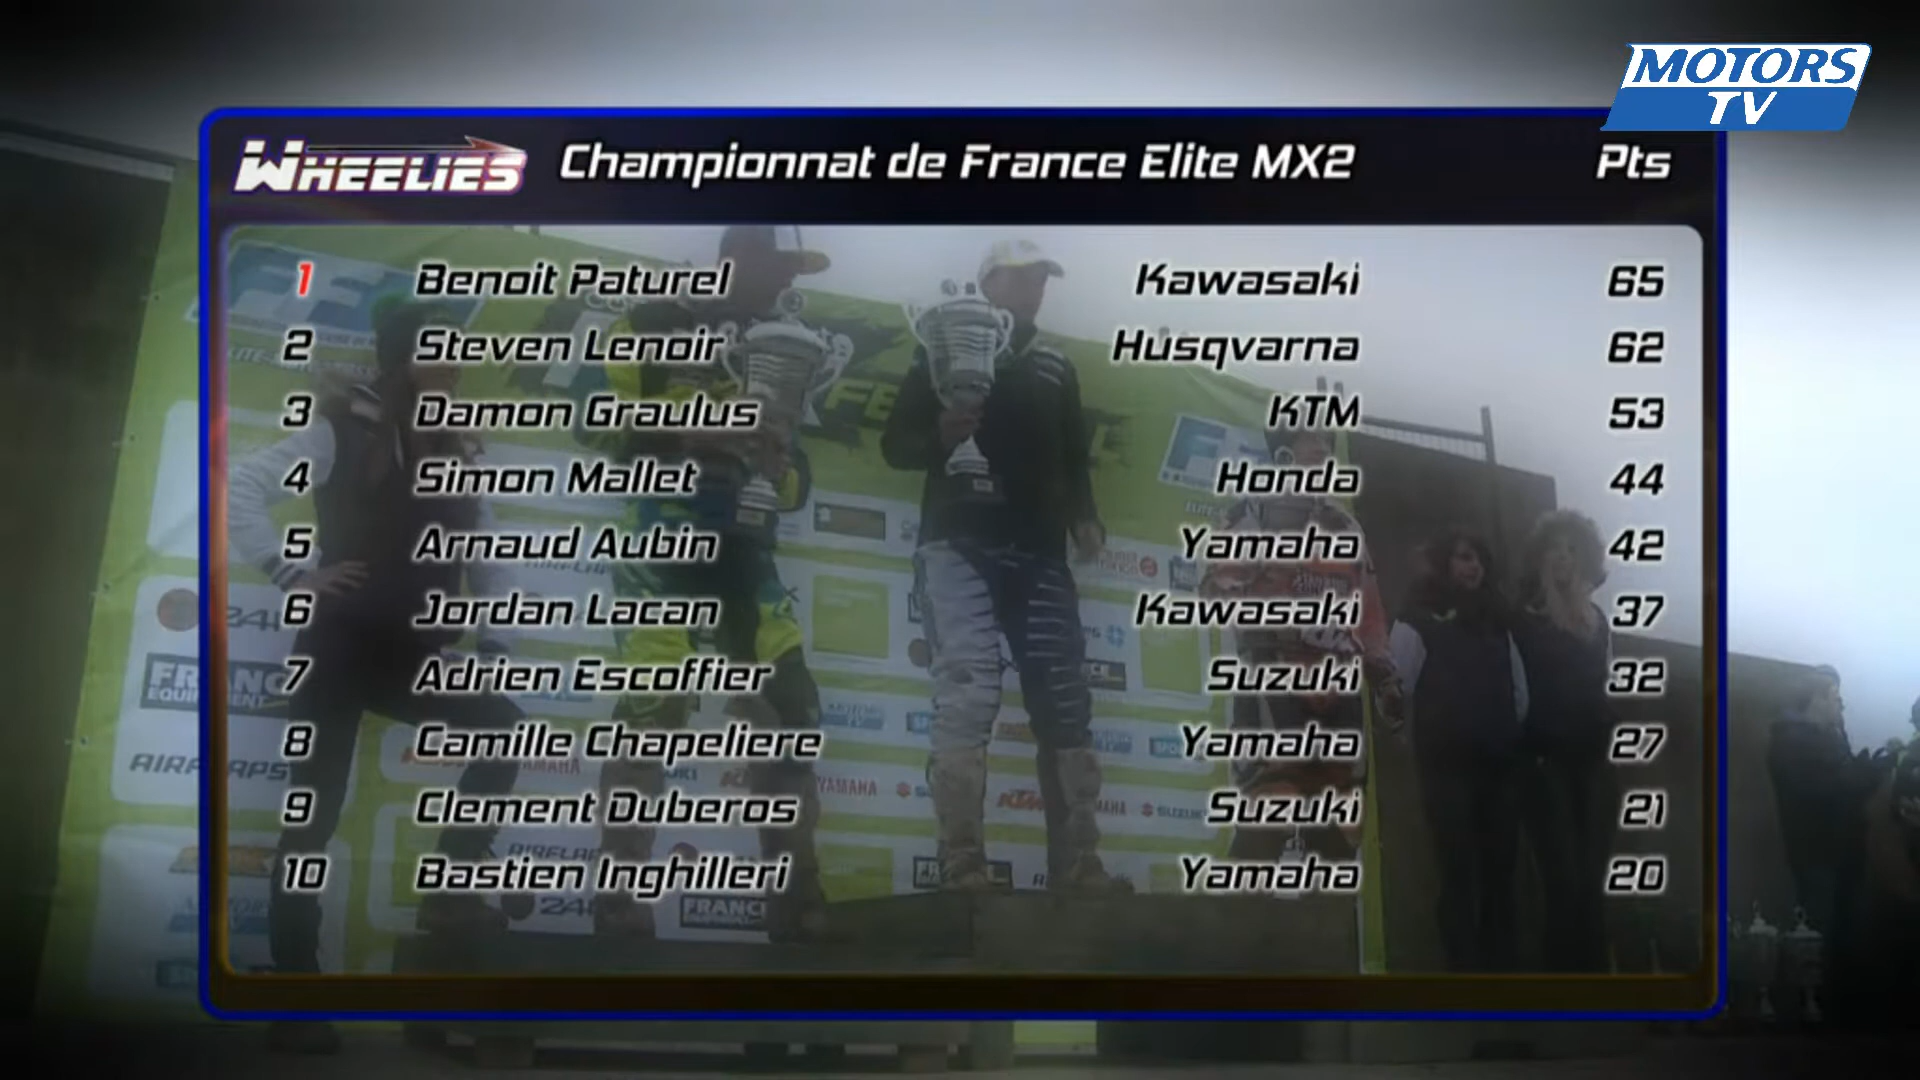 MOTORS
TV
WHEELIES Championnat de France Elite MX2 Pts
1 Benoit Paturel Kawasaki 65
2 Steven Lenoir Husqvarna 62
3 Damon Graulus KTM 53
4 Simon Mallet Honda 44
5 Arnaud Aubin Yamaha 42
6 Jordan Lacan Kawasaki 37
7 Adrien Escoffier Suzuki 32
8 Camille Chapeliere Yamaha 27
9 Clement Duberos Suzuki 21
10 Bastien Inghilleri Yamaha 20